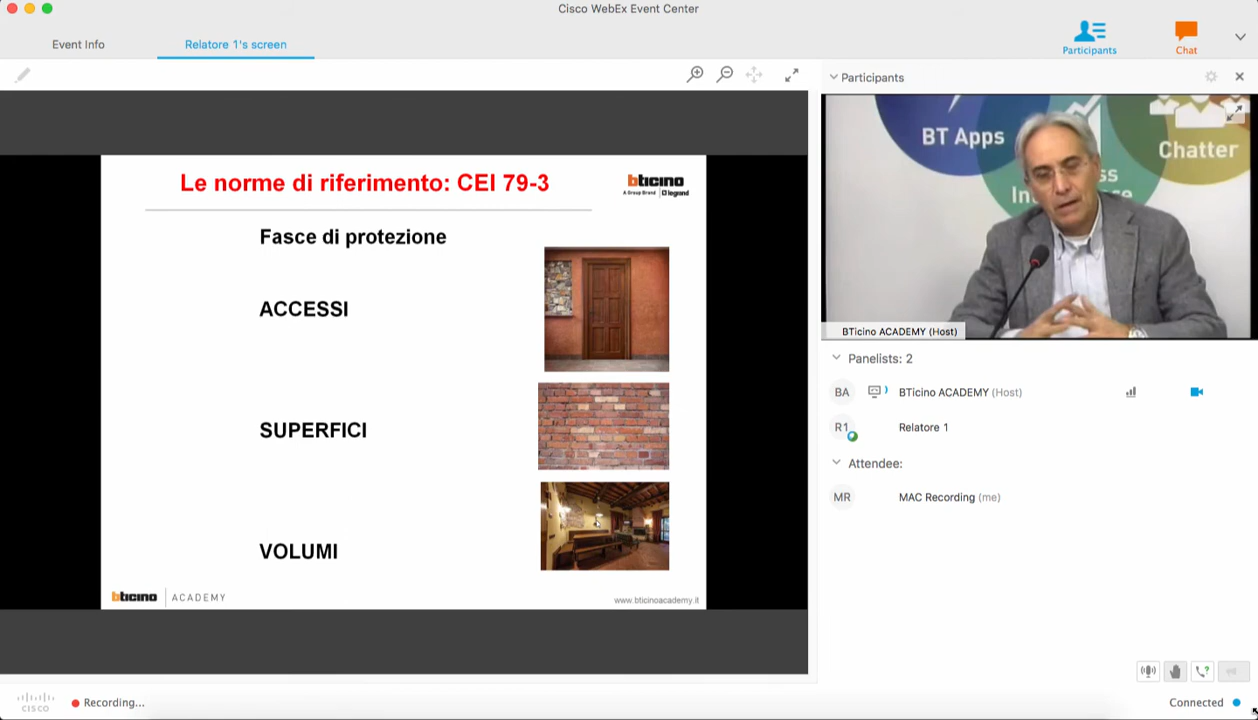 Cisco WebEx Event Center
Event Info
Relatore 1's screen
Participants
Chat
Participants
Le norme di riferimento: CEI 79-3
bticino
A Group Brand | legrand
Fasce di protezione
ACCESSI
SUPERFICI
VOLUMI
bticino ACADEMY
www.bticinoacademy.it
BT Apps
Chatter
BTicino ACADEMY (Host)
Panelists: 2
BA BTicino ACADEMY (Host)
R1 Relatore 1
Attendee:
MR MAC Recording (me)
CISCO
Recording...
Connected